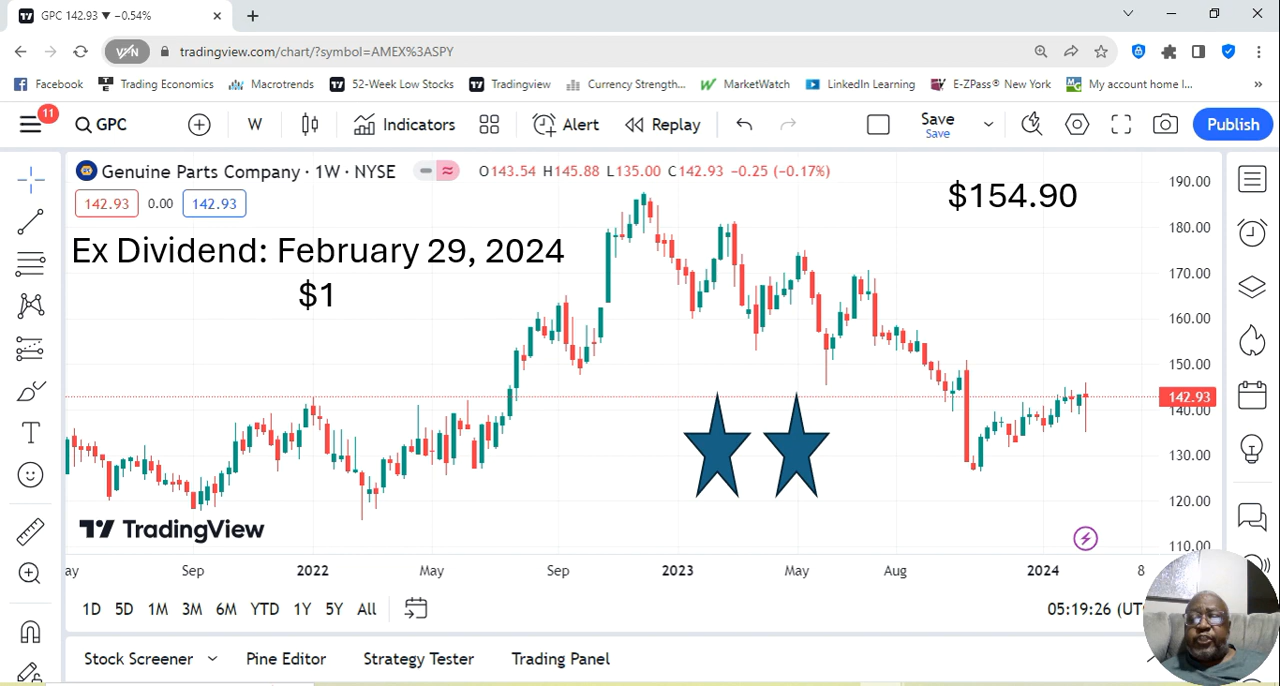 GPC 142.93 ▼ −0.54%
V/N
tradingview.com/chart/?symbol=AMEX%3ASPY
Facebook
Trading Economics
Macrotrends
52-Week Low Stocks
Tradingview
Currency Strength...
MarketWatch
LinkedIn Learning
E-ZPass® New York
My account home l...
»
11
GPC
W
Indicators
Alert
Replay
Save
Save
Publish
Genuine Parts Company · 1W · NYSE
O143.54 H145.88 L135.00 C142.93 −0.25 (−0.17%)
142.93 0.00 142.93
$154.90
Ex Dividend: February 29, 2024
$1
190.00
180.00
170.00
160.00
150.00
142.93
140.00
130.00
120.00
110.00
TradingView
ay Sep 2022 May Sep 2023 May Aug 2024 8
1D 5D 1M 3M 6M YTD 1Y 5Y All
05:19:26 (UT
Stock Screener
Pine Editor
Strategy Tester
Trading Panel